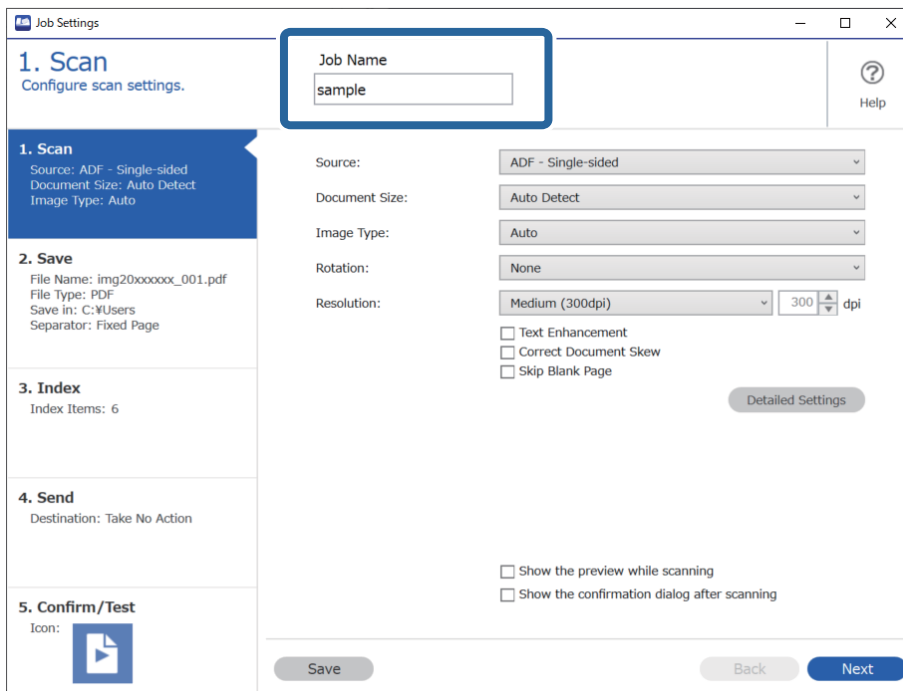 Job Settings
1. Scan
Configure scan settings.
Job Name
sample
Help
1. Scan
Source: ADF - Single-sided
Document Size: Auto Detect
Image Type: Auto
2. Save
File Name: img20xxxxxx_001.pdf
File Type: PDF
Save in: C:¥Users
Separator: Fixed Page
3. Index
Index Items: 6
4. Send
Destination: Take No Action
5. Confirm/Test
Icon:
Source: ADF - Single-sided
Document Size: Auto Detect
Image Type: Auto
Rotation: None
Resolution: Medium (300dpi) 300 dpi
Text Enhancement
Correct Document Skew
Skip Blank Page
Detailed Settings
Show the preview while scanning
Show the confirmation dialog after scanning
Save Back Next